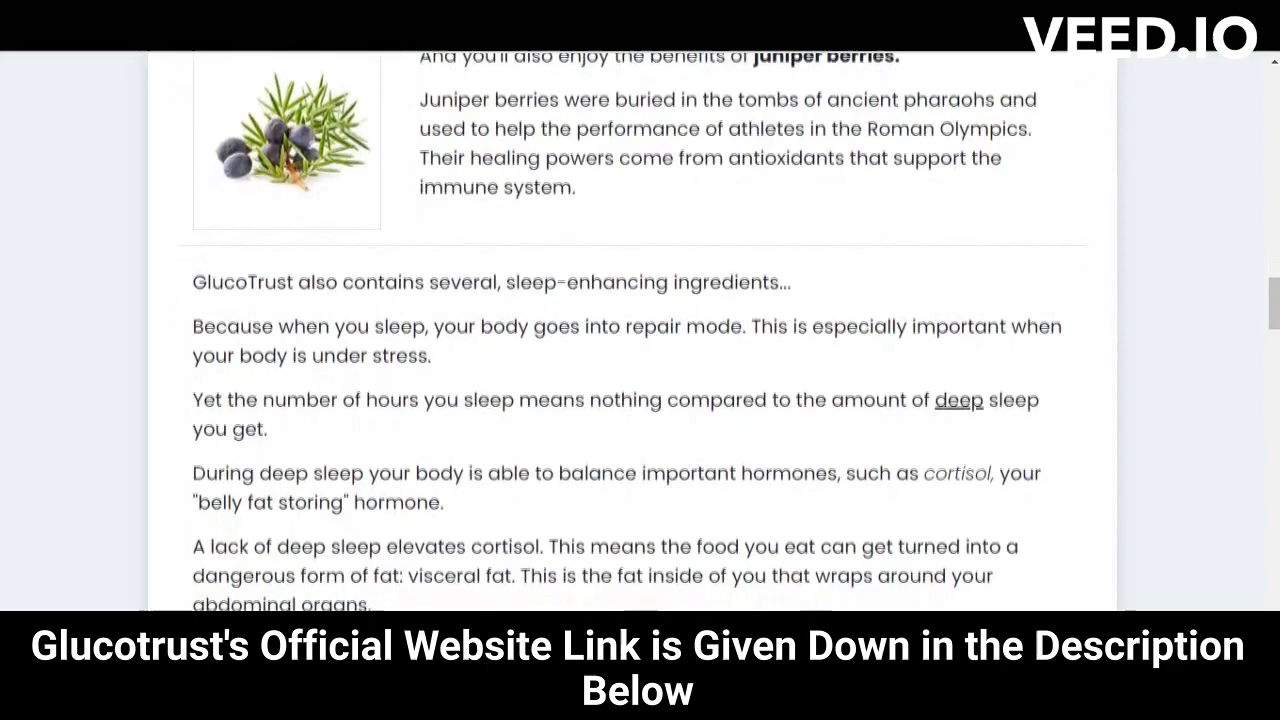 VEED.IO
And you'll also enjoy the benefits of juniper berries.
Juniper berries were buried in the tombs of ancient pharaohs and
used to help the performance of athletes in the Roman Olympics.
Their healing powers come from antioxidants that support the
immune system.
GlucoTrust also contains several, sleep-enhancing ingredients...
Because when you sleep, your body goes into repair mode. This is especially important when
your body is under stress.
Yet the number of hours you sleep means nothing compared to the amount of deep sleep
you get.
During deep sleep your body is able to balance important hormones, such as cortisol, your
"belly fat storing" hormone.
A lack of deep sleep elevates cortisol. This means the food you eat can get turned into a
dangerous form of fat: visceral fat. This is the fat inside of you that wraps around your
abdominal organs.
Glucotrust's Official Website Link is Given Down in the Description
Below